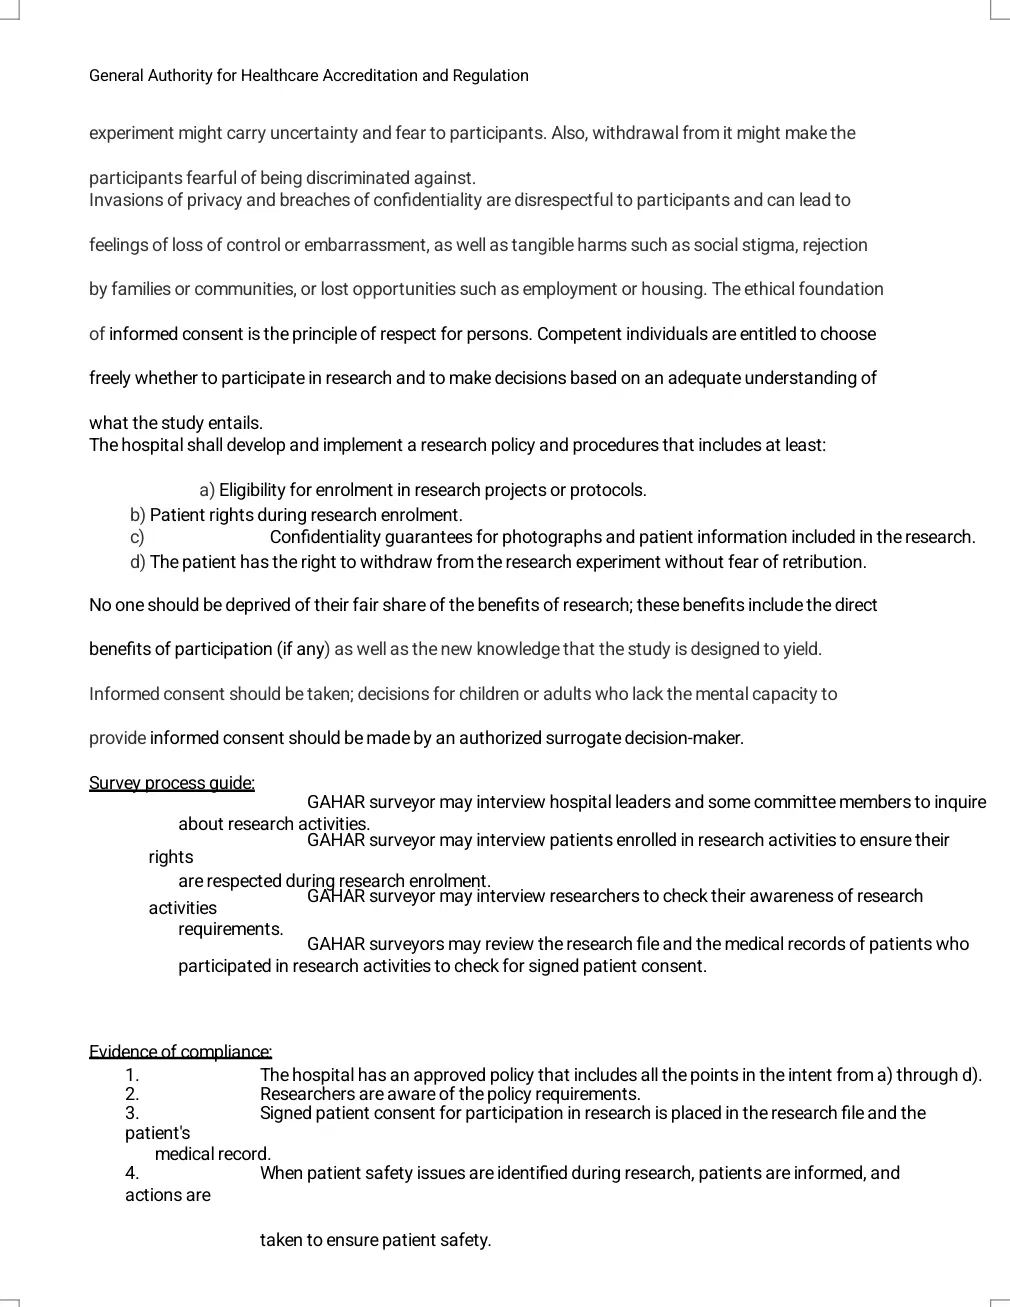 General Authority for Healthcare Accreditation and Regulation
experiment might carry uncertainty and fear to participants. Also, withdrawal from it might make the
participants fearful of being discriminated against.
Invasions of privacy and breaches of confidentiality are disrespectful to participants and can lead to
feelings of loss of control or embarrassment, as well as tangible harms such as social stigma, rejection
by families or communities, or lost opportunities such as employment or housing. The ethical foundation
of informed consent is the principle of respect for persons. Competent individuals are entitled to choose
freely whether to participate in research and to make decisions based on an adequate understanding of
what the study entails.
The hospital shall develop and implement a research policy and procedures that includes at least:
a) Eligibility for enrolment in research projects or protocols.
b) Patient rights during research enrolment.
c) Confidentiality guarantees for photographs and patient information included in the research.
d) The patient has the right to withdraw from the research experiment without fear of retribution.
No one should be deprived of their fair share of the benefits of research; these benefits include the direct
benefits of participation (if any) as well as the new knowledge that the study is designed to yield.
Informed consent should be taken; decisions for children or adults who lack the mental capacity to
provide informed consent should be made by an authorized surrogate decision-maker.
Survey process guide:
GAHAR surveyor may interview hospital leaders and some committee members to inquire
about research activities.
GAHAR surveyor may interview patients enrolled in research activities to ensure their
rights
are respected during research enrolment.
GAHAR surveyor may interview researchers to check their awareness of research
activities
requirements.
GAHAR surveyors may review the research file and the medical records of patients who
participated in research activities to check for signed patient consent.
Evidence of compliance:
1. The hospital has an approved policy that includes all the points in the intent from a) through d).
2. Researchers are aware of the policy requirements.
3. Signed patient consent for participation in research is placed in the research file and the
patient's
medical record.
4. When patient safety issues are identified during research, patients are informed, and
actions are
taken to ensure patient safety.